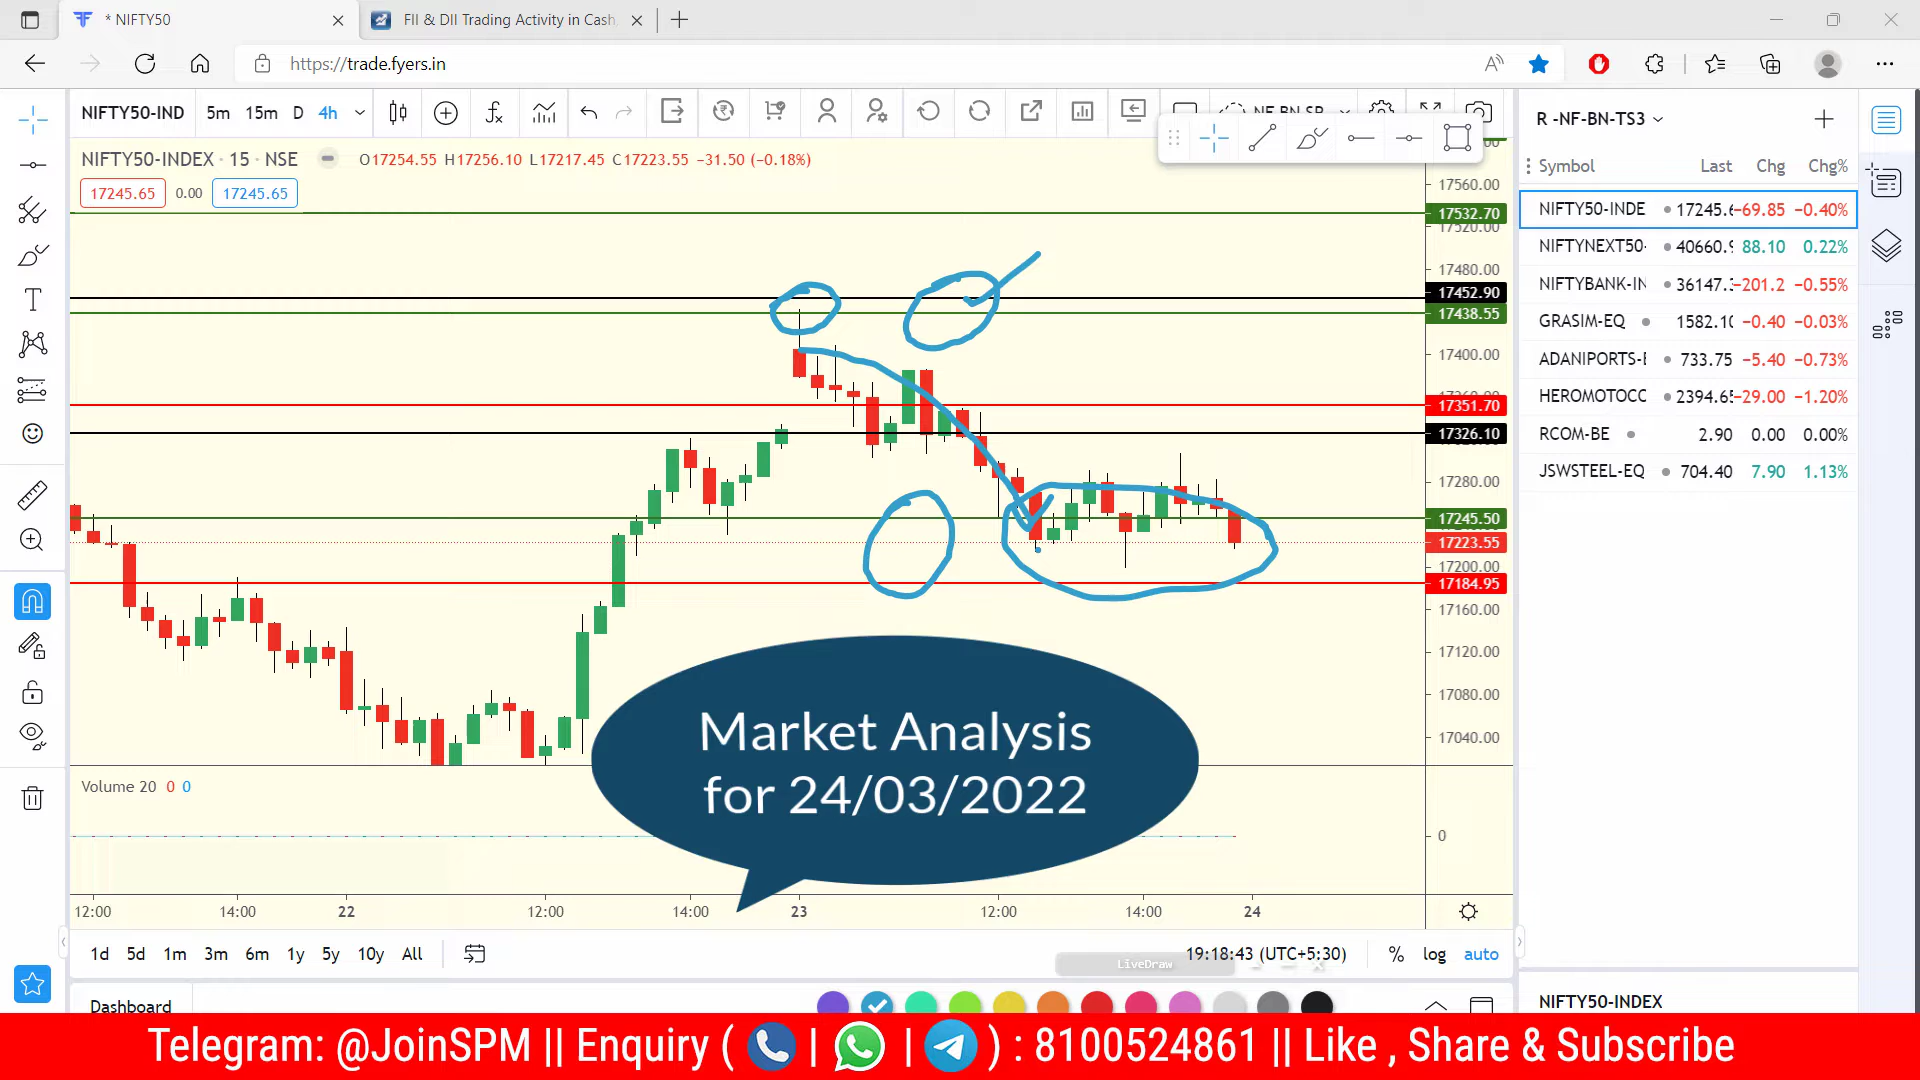 * NIFTY50
FII & DII Trading Activity in Cash,
https://trade.fyers.in
NIFTY50-IND 5m 15m D 4h
NF-BN-SR
NIFTY50-INDEX · 15 · NSE O17254.55 H17256.10 L17217.45 C17223.55 −31.50 (−0.18%)
17245.65 0.00 17245.65
17560.00
17532.70
17520.00
17480.00
17452.90
17438.55
17400.00
17351.70
17326.10
17280.00
17245.50
17223.55
17200.00
17184.95
17160.00
17120.00
17080.00
17040.00
Market Analysis
for 24/03/2022
Volume 20 0 0
0
12:00 14:00 22 12:00 14:00 23 12:00 14:00 24
1d 5d 1m 3m 6m 1y 5y 10y All
19:18:43 (UTC+5:30) % log auto
LiveDraw
Dashboard
R -NF-BN-TS3
Symbol Last Chg Chg%
NIFTY50-INDE 17245.6 −69.85 −0.40%
NIFTYNEXT50- 40660.9 88.10 0.22%
NIFTYBANK-IN 36147.3 −201.2 −0.55%
GRASIM-EQ 1582.10 −0.40 −0.03%
ADANIPORTS-E 733.75 −5.40 −0.73%
HEROMOTOCC 2394.65 −29.00 −1.20%
RCOM-BE 2.90 0.00 0.00%
JSWSTEEL-EQ 704.40 7.90 1.13%
NIFTY50-INDEX
Telegram: @JoinSPM || Enquiry ( | | ) : 8100524861 || Like , Share & Subscribe